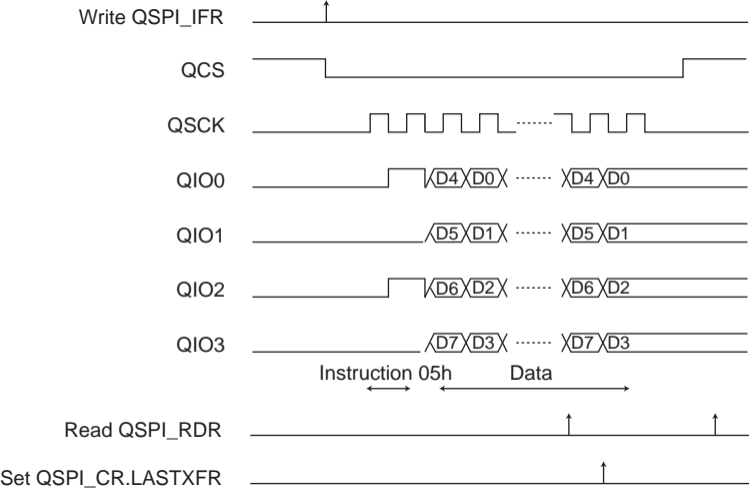 Write QSPI_IFR
QCS
QSCK
QIO0 D4 D0 D4 D0
QIO1 D5 D1 D5 D1
QIO2 D6 D2 D6 D2
QIO3 D7 D3 D7 D3
Instruction 05h Data
Read QSPI_RDR
Set QSPI_CR.LASTXFR